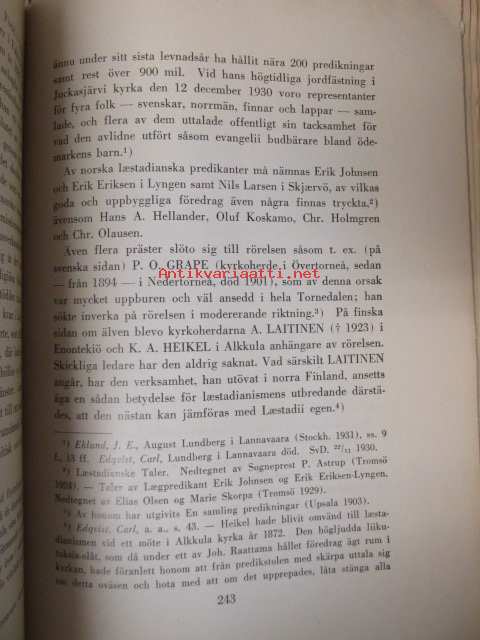 ännu under sitt sista levnadsår ha hållit nära 200 predikningar
samt rest över 900 mil. Vid hans högtidliga jordfästning i
Juckasjärvi kyrka den 12 december 1930 voro representanter
för fyra folk — svenskar, norrmän, finnar och lappar — sam-
lade, och flera av dem uttalade offentligt sin tacksamhet för
vad den avlidne utfört såsom evangelii budbärare bland öde-
markens barn.¹)
Av norska læstadianska predikanter må nämnas Erik Johnsen
och Erik Eriksen i Lyngen samt Nils Larsen i Skjærvö, av vilkas
goda och uppbyggliga föredrag även några finnas tryckta,²)
ävensom Hans A. Hellander, Oluf Koskamo, Chr. Holmgren
och Chr. Olausen.
Även flera präster slöto sig till rörelsen såsom t. ex. (på
svenska sidan) P. O. GRAPE (kyrkoherde i Övertorneå, sedan
— från 1894 — i Nedertorneå, död 1901), som av denna orsak
var mycket uppburen och väl ansedd i hela Tornedalen; han
sökte inverka på rörelsen i modererande riktning.³) På finska
sidan om älven blevo kyrkoherdarna A. LAITINEN († 1923) i
Enontekiö och K. A. HEIKEL i Alkkula anhängare av rörelsen.
Skickliga ledare har den aldrig saknat. Vad särskilt LAITINEN
angår, har den verksamhet, han utövat i norra Finland, ansetts
äga en sådan betydelse för læstadianismens utbredande därstä-
des, att den nästan kan jämföras med Læstadii egen.⁴)
Antikvariaatti.net
¹) Eklund, J. E., August Lundberg i Lannavaara (Stockh. 1931), ss. 9
f., 13 ff. Edqvist, Carl, Lundberg i Lannavaara död. SvD. ²²/₁₁ 1930.
²) Læstadianske Taler. Nedtegnet av Sogneprest P. Astrup (Tromsö
— Taler av Lægpredikant Erik Johnsen og Erik Eriksen-Lyngen.
Nedtegnet av Elias Olsen og Marie Skorpa (Tromsö 1929).
³) Av honom har utgivits En samling predikningar (Upsala 1903).
⁴) Edqvist, Carl, a. a., s. 43. — Heikel hade blivit omvänd till læsta-
dianismen vid ett möte i Alkkula kyrka år 1872. Den högljudda liiku-
som då under ett av Joh. Raattama hållet föredrag ägt rum i
kyrkan, hade föranlett honom att från predikstolen med skärpa uttala sig
om detta oväsen och hota med att om det upprepades, låta stänga alla
243